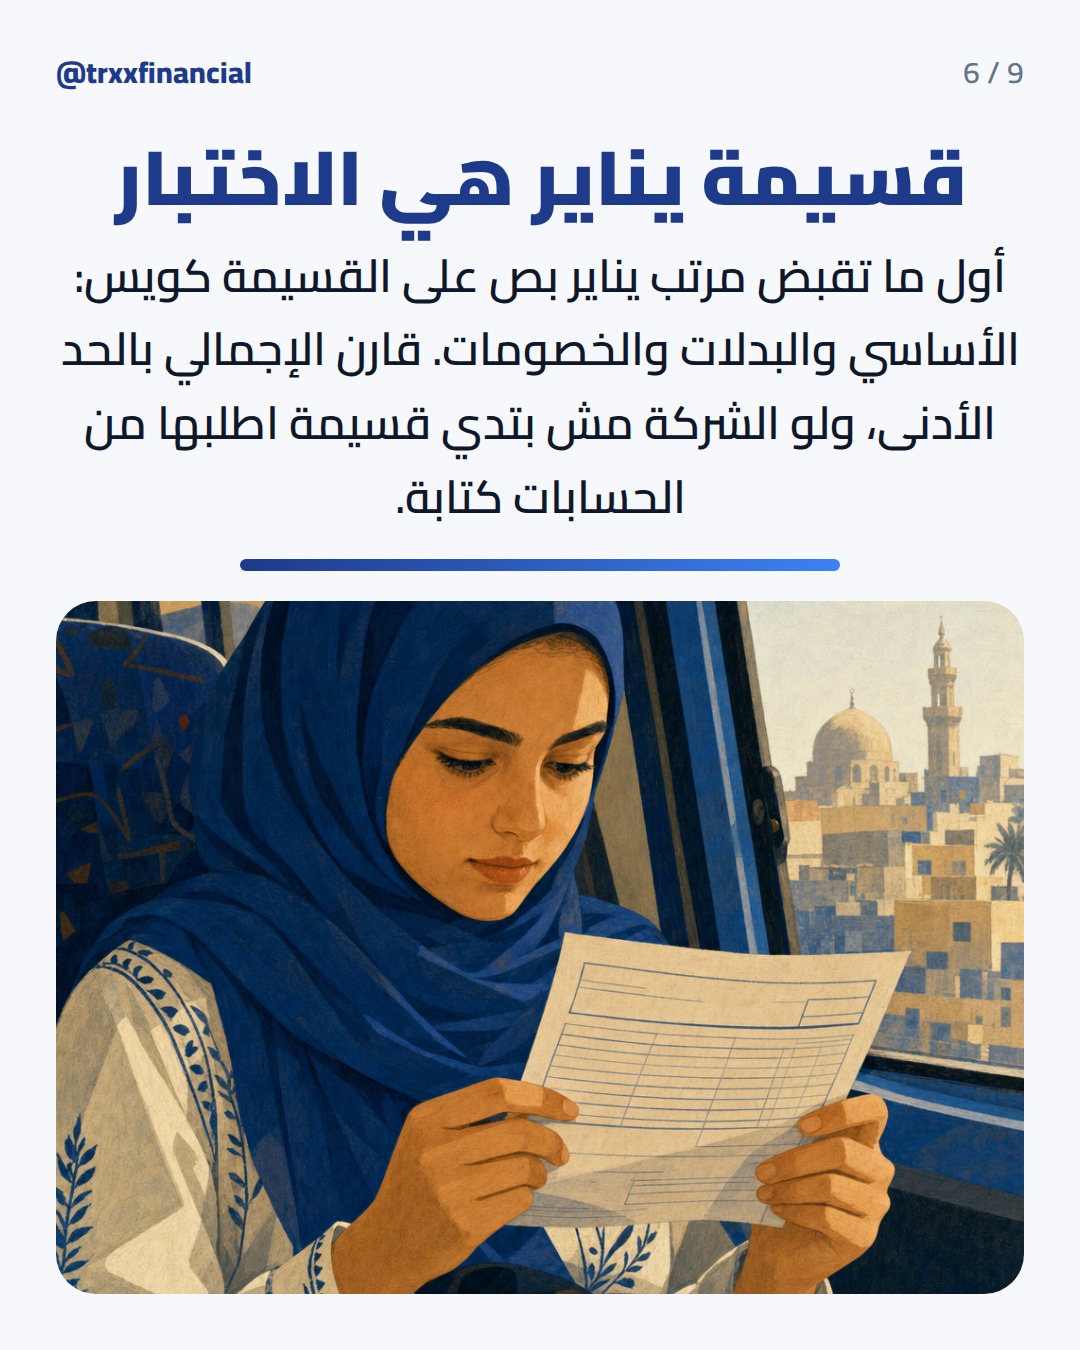 @trxxfinancial
6 / 9
قسيمة يناير هي الاختبار
أول ما تقبض مرتب يناير بص على القسيمة كويس:
الأساسي والبدلات والخصومات. قارن الإجمالي بالحد
الأدنى، ولو الشركة مش بتدي قسيمة اطلبها من
الحسابات كتابة.